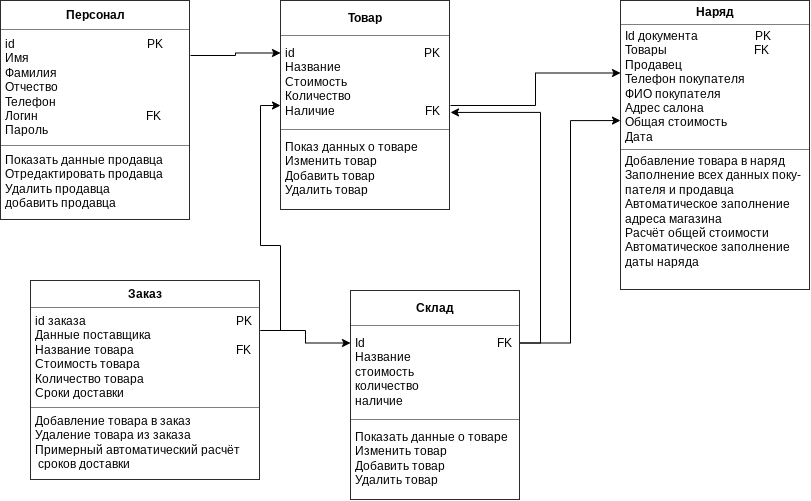 Персонал
id PK
Имя
Фамилия
Отчество
Телефон
Логин FK
Пароль
Показать данные продавца
Отредактировать продавца
Удалить продавца
добавить продавца
Товар
id PK
Название
Стоимость
Количество
Наличие FK
Показ данных о товаре
Изменить товар
Добавить товар
Удалить товар
Наряд
Id документа PK
Товары FK
Продавец
Телефон покупателя
ФИО покупателя
Адрес салона
Общая стоимость
Дата
Добавление товара в наряд
Заполнение всех данных поку-
пателя и продавца
Автоматическое заполнение
адреса магазина
Расчёт общей стоимости
Автоматическое заполнение
даты наряда
Заказ
id заказа PK
Данные поставщика
Название товара FK
Стоимость товара
Количество товара
Сроки доставки
Добавление товара в заказ
Удаление товара из заказа
Примерный автоматический расчёт
сроков доставки
Склад
Id FK
Название
стоимость
количество
наличие
Показать данные о товаре
Изменить товар
Добавить товар
Удалить товар